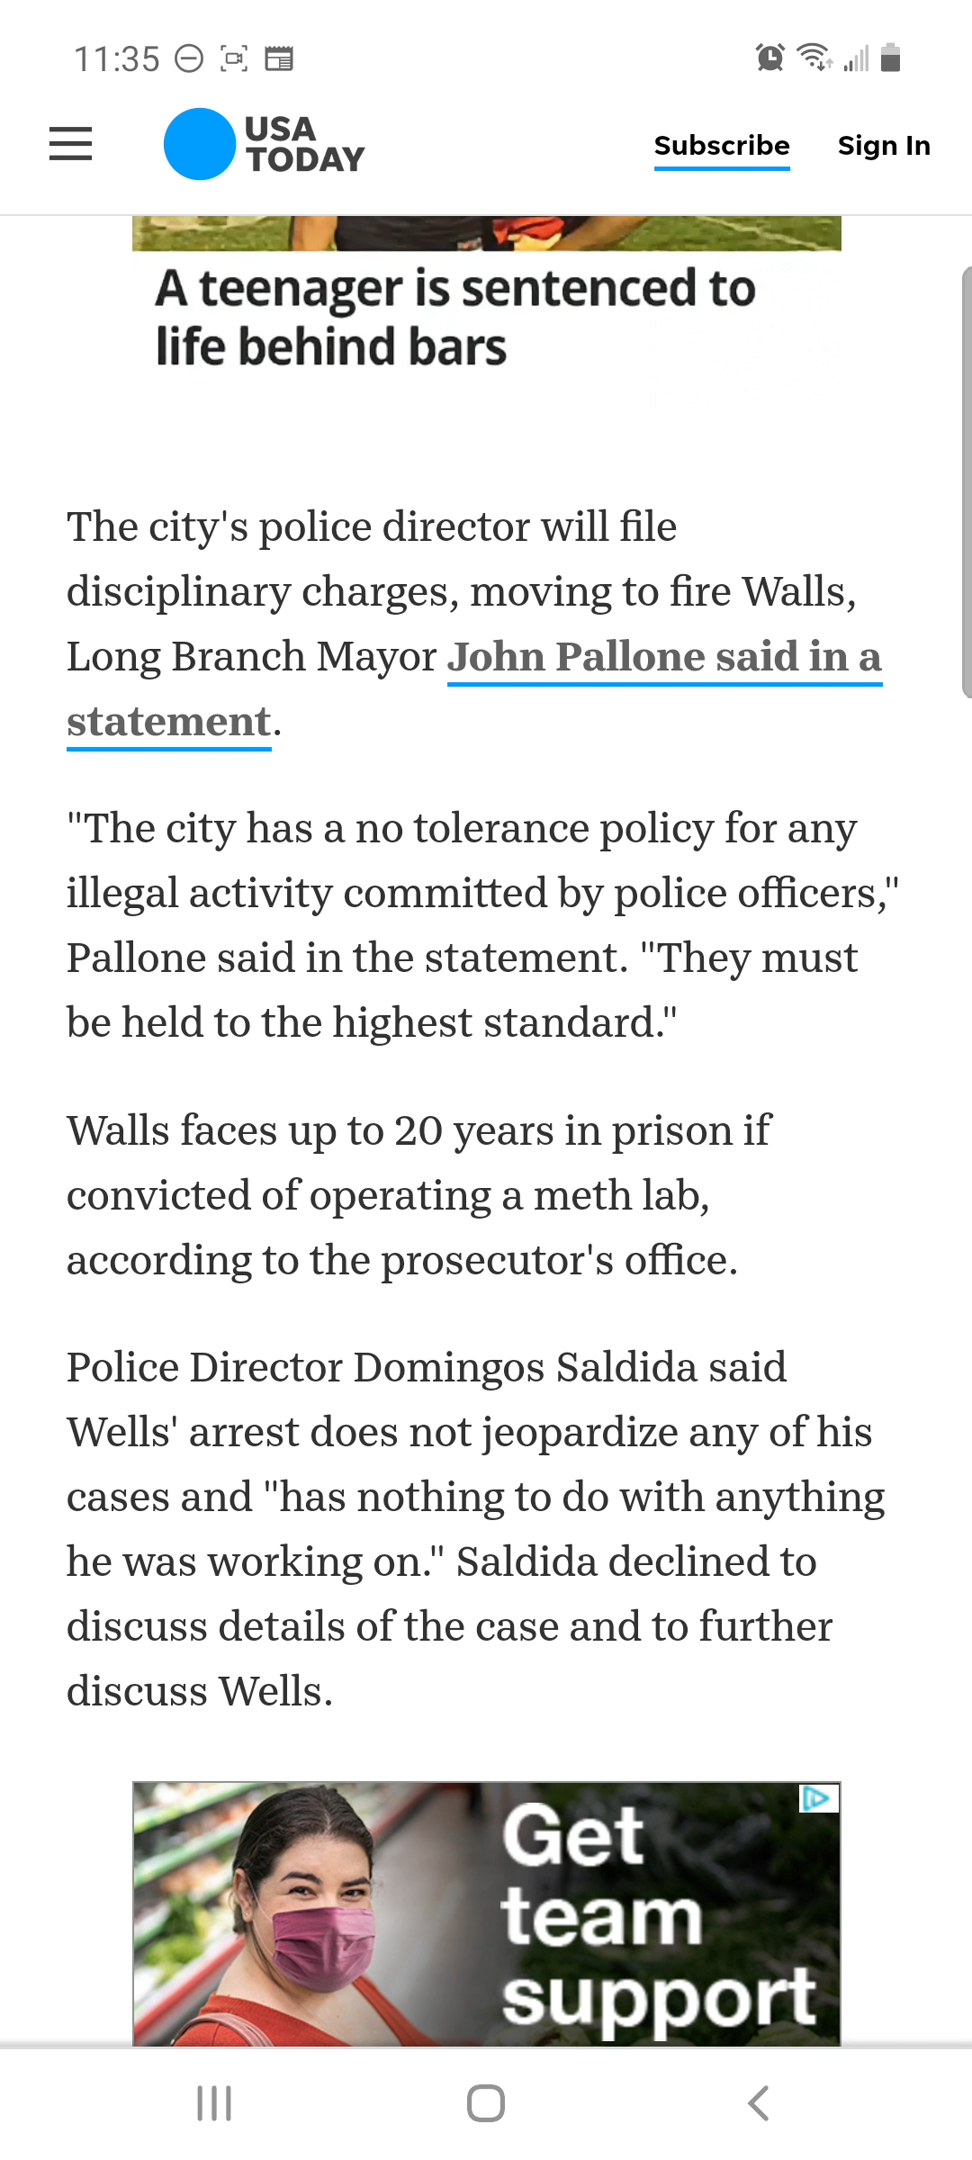 11:35
USA
TODAY
Subscribe
Sign In
A teenager is sentenced to
life behind bars
The city's police director will file
disciplinary charges, moving to fire Walls,
Long Branch Mayor John Pallone said in a
statement.
"The city has a no tolerance policy for any
illegal activity committed by police officers,"
Pallone said in the statement. "They must
be held to the highest standard."
Walls faces up to 20 years in prison if
convicted of operating a meth lab,
according to the prosecutor's office.
Police Director Domingos Saldida said
Wells' arrest does not jeopardize any of his
cases and "has nothing to do with anything
he was working on." Saldida declined to
discuss details of the case and to further
discuss Wells.
Get
team
support